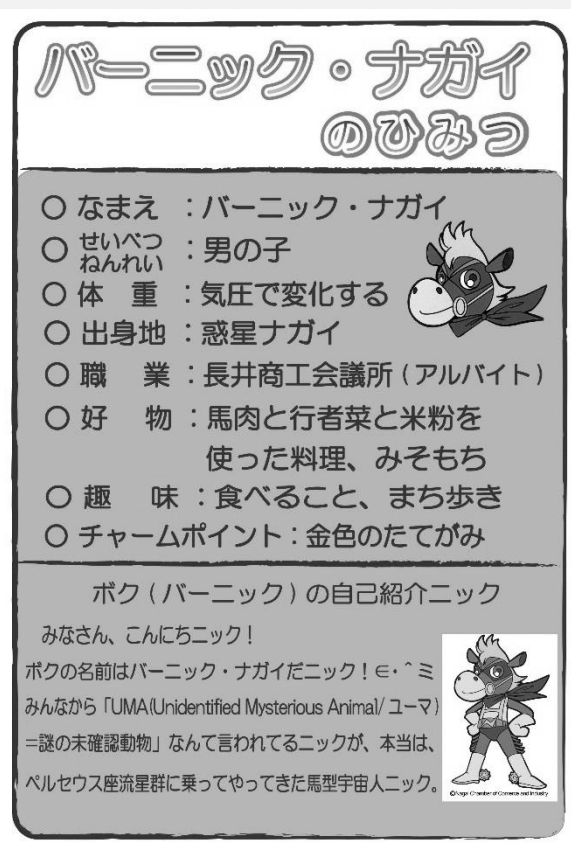 バーニック・ナガイ
のひみつ
○ なまえ ：バーニック・ナガイ
○ せいべつ ねんれい ：男の子
○ 体 重 ：気圧で変化する
○ 出身地 ：惑星ナガイ
○ 職 業 ：長井商工会議所 ( アルバイト )
○ 好 物 ：馬肉と行者菜と米粉を
使った料理、みそもち
○ 趣 味 ：食べること、まち歩き
○ チャームポイント：金色のたてがみ
ボク ( バーニック ) の自己紹介ニック
みなさん、こんにちニック！
ボクの名前はバーニック・ナガイだニック！∈・＾ミ
みんなから「UMA(Unidentified Mysterious Animal/ ユーマ )
=謎の未確認動物」なんて言われてるニックが、本当は、
ペルセウス座流星群に乗ってやってきた馬型宇宙人ニック。
©Nagai Chamber of Comerce and Industry